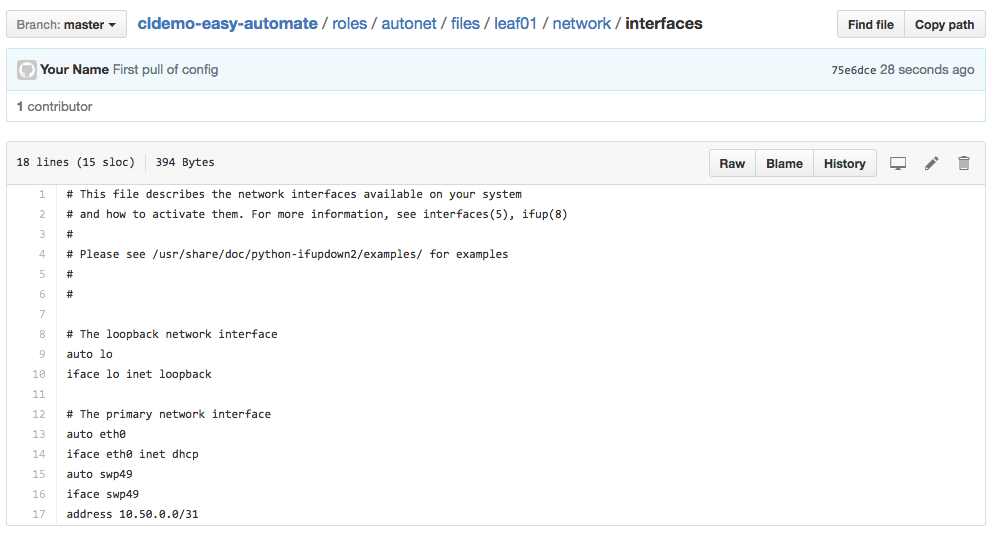 Branch: master cldemo-easy-automate / roles / autonet / files / leaf01 / network / interfaces Find file Copy path
Your Name First pull of config 75e6dce 28 seconds ago
1 contributor
18 lines (15 sloc) 394 Bytes Raw Blame History
1 # This file describes the network interfaces available on your system
2 # and how to activate them. For more information, see interfaces(5), ifup(8)
3 #
4 # Please see /usr/share/doc/python-ifupdown2/examples/ for examples
5 #
6 #
7
8 # The loopback network interface
9 auto lo
10 iface lo inet loopback
11
12 # The primary network interface
13 auto eth0
14 iface eth0 inet dhcp
15 auto swp49
16 iface swp49
17 address 10.50.0.0/31